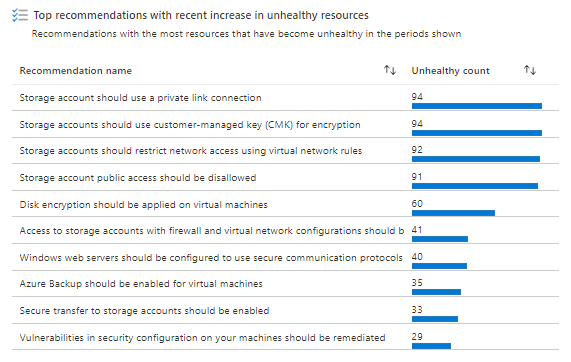 Top recommendations with recent increase in unhealthy resources
Recommendations with the most resources that have become unhealthy in the periods shown
Recommendation name ↑↓ Unhealthy count ↑↓
Storage account should use a private link connection 94
Storage accounts should use customer-managed key (CMK) for encryption 94
Storage accounts should restrict network access using virtual network rules 92
Storage account public access should be disallowed 91
Disk encryption should be applied on virtual machines 60
Access to storage accounts with firewall and virtual network configurations should b 41
Windows web servers should be configured to use secure communication protocols 40
Azure Backup should be enabled for virtual machines 35
Secure transfer to storage accounts should be enabled 33
Vulnerabilities in security configuration on your machines should be remediated 29